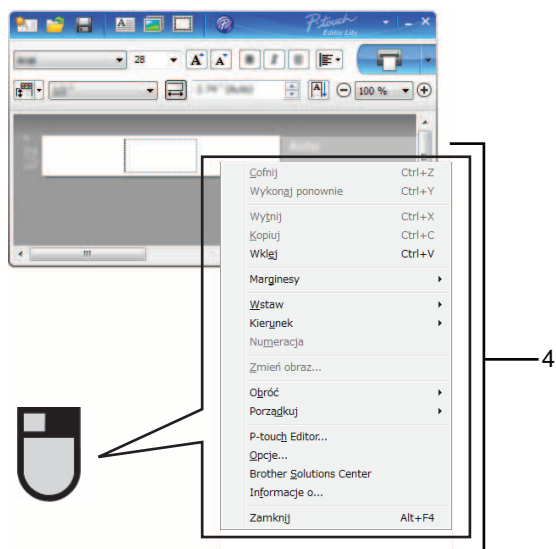 P-touch
Editor Lite
28
100 %
Cofnij Ctrl+Z
Wykonaj ponownie Ctrl+Y
Wytnij Ctrl+X
Kopiuj Ctrl+C
Wklej Ctrl+V
Marginesy
Wstaw
Kierunek
Numeracja
Zmień obraz...
Obróć
Porządkuj
P-touch Editor...
Opcje...
Brother Solutions Center
Informacje o...
Zamknij Alt+F4
4